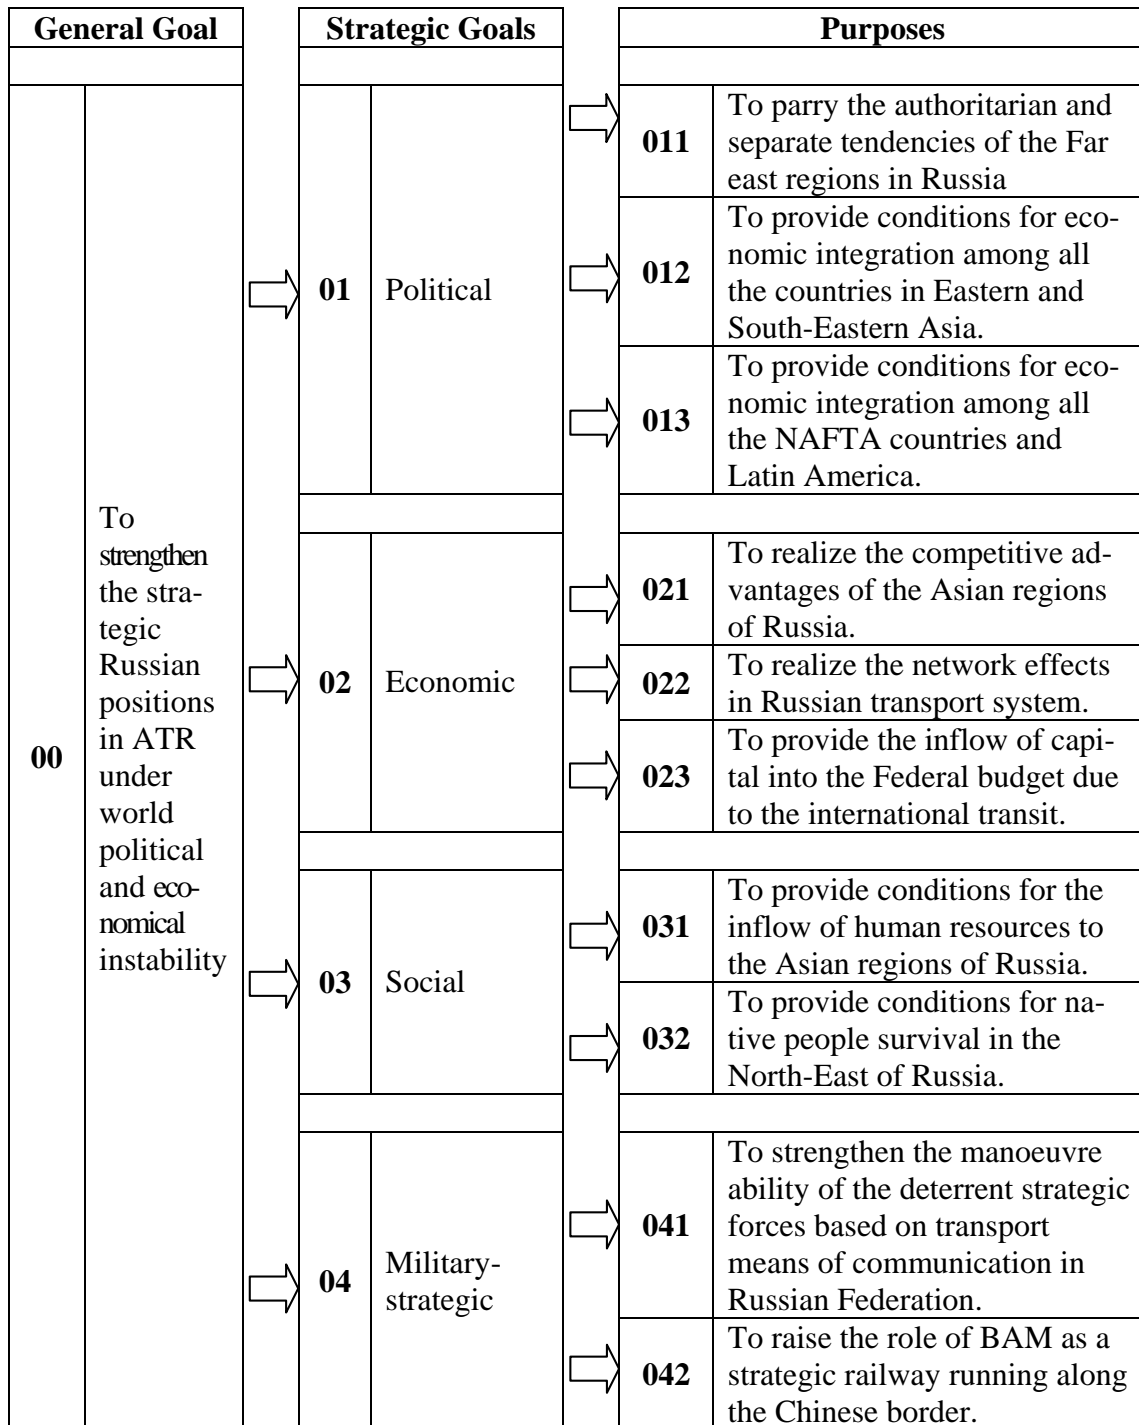 General Goal
Strategic Goals
Purposes
00
To
strengthen
the stra-
tegic
Russian
positions
in ATR
under
world
political
and eco-
nomical
instability
01
Political
011
To parry the authoritarian and
separate tendencies of the Far
east regions in Russia
012
To provide conditions for eco-
nomic integration among all
the countries in Eastern and
South-Eastern Asia.
013
To provide conditions for eco-
nomic integration among all
the NAFTA countries and
Latin America.
02
Economic
021
To realize the competitive ad-
vantages of the Asian regions
of Russia.
022
To realize the network effects
in Russian transport system.
023
To provide the inflow of capi-
tal into the Federal budget due
to the international transit.
03
Social
031
To provide conditions for the
inflow of human resources to
the Asian regions of Russia.
032
To provide conditions for na-
tive people survival in the
North-East of Russia.
04
Military-
strategic
041
To strengthen the manoeuvre
ability of the deterrent strategic
forces based on transport
means of communication in
Russian Federation.
042
To raise the role of BAM as a
strategic railway running along
the Chinese border.